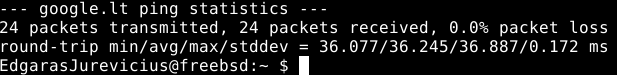 --- google.lt ping statistics ---
24 packets transmitted, 24 packets received, 0.0% packet loss
round-trip min/avg/max/stddev = 36.077/36.245/36.887/0.172 ms
EdgarasJurevicius@freebsd:~ $